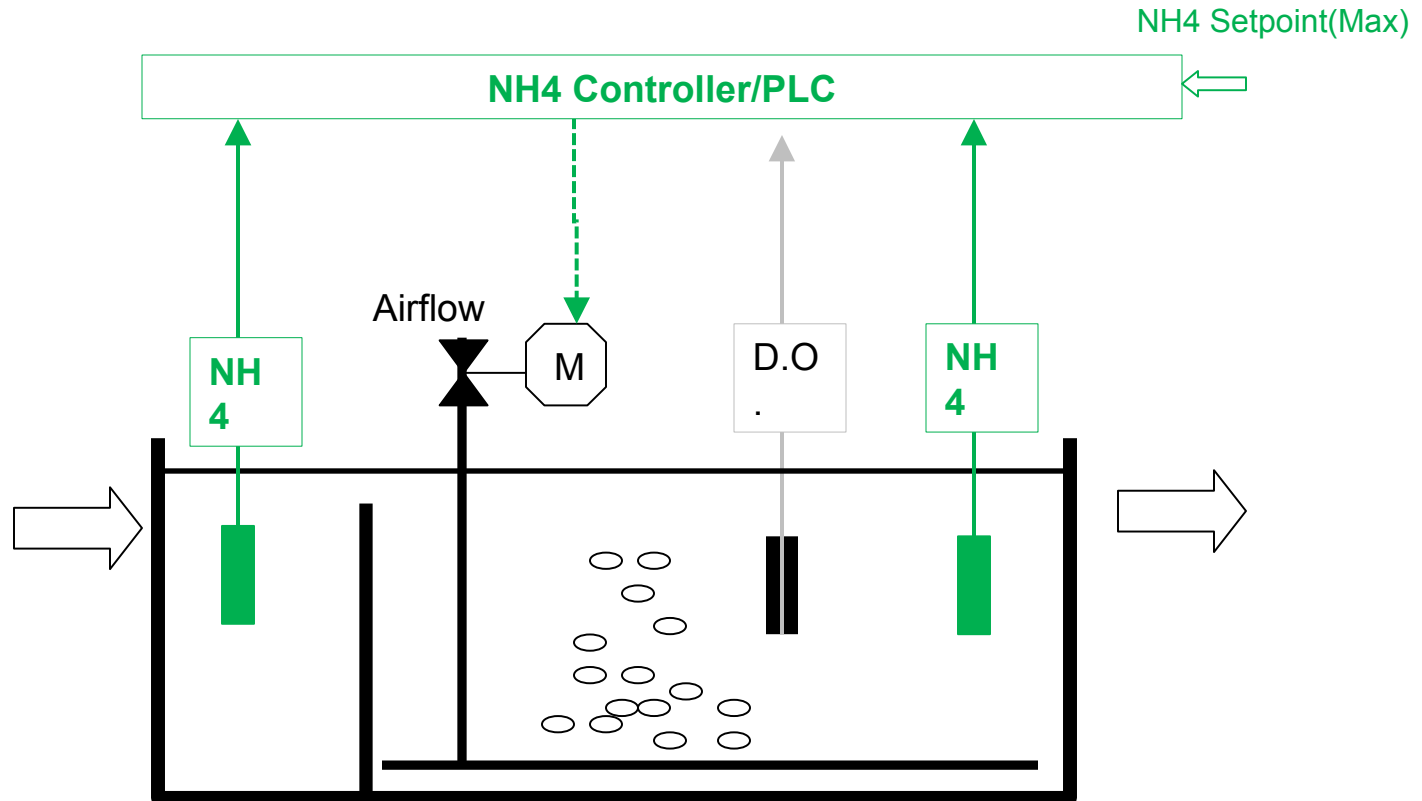 NH4 Setpoint(Max)
NH4 Controller/PLC
Airflow
NH
4
M
D.O
.
NH
4